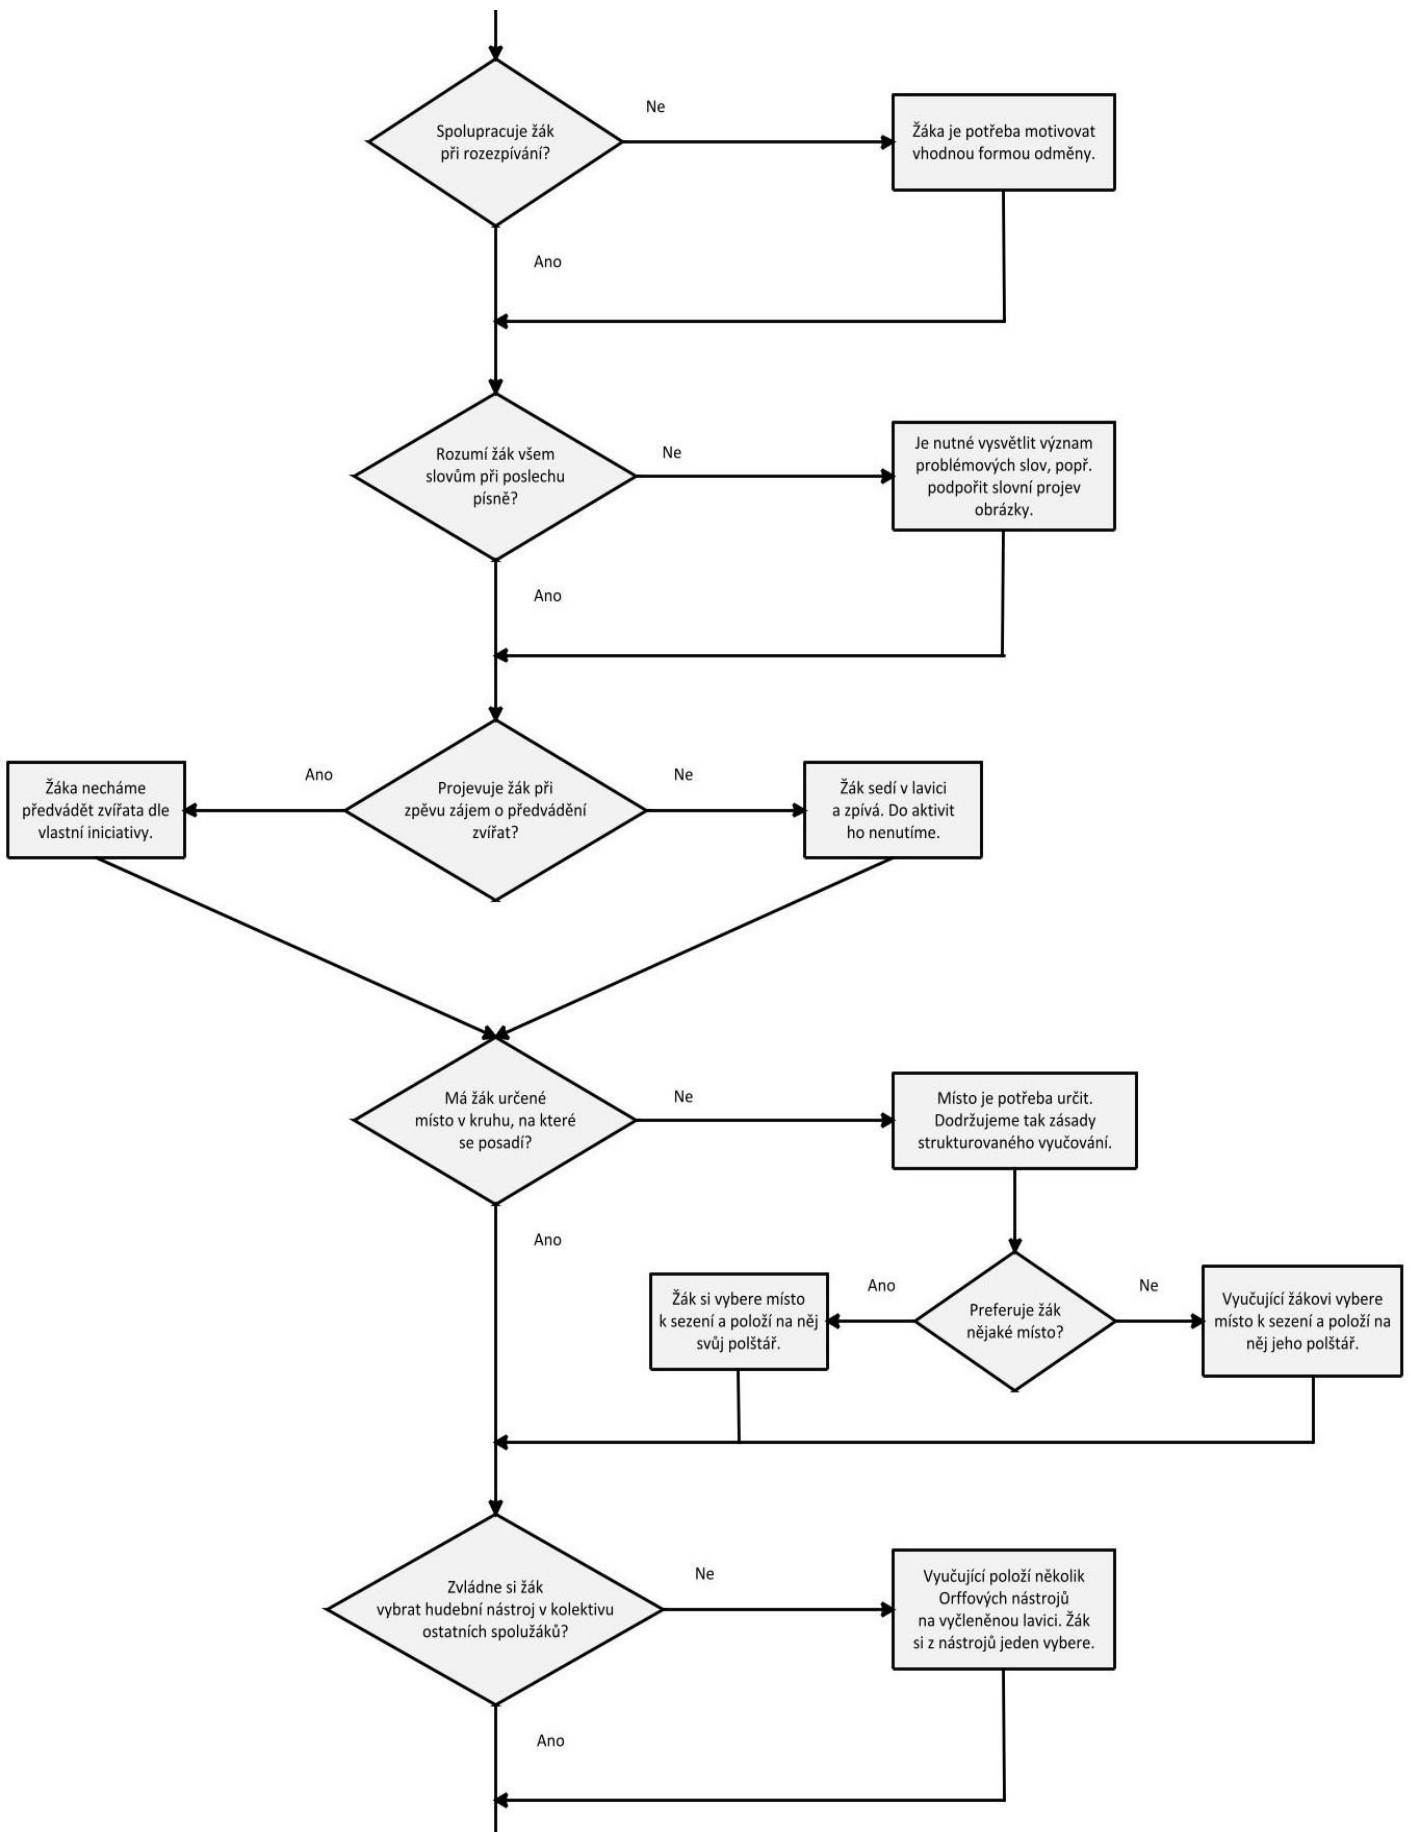 Spolupracuje žák
při rozezpívání?
Ne
Žáka je potřeba motivovat
vhodnou formou odměny.
Ano
Rozumí žák všem
slovům při poslechu
písně?
Ne
Je nutné vysvětlit význam
problémových slov, popř.
podpořit slovní projev
obrázky.
Ano
Žáka necháme
předvádět zvířata dle
vlastní iniciativy.
Ano
Projevuje žák při
zpěvu zájem o předvádění
zvířat?
Ne
Žák sedí v lavici
a zpívá. Do aktivit
ho nenutíme.
Má žák určené
místo v kruhu, na které
se posadí?
Ne
Místo je potřeba určit.
Dodržujeme tak zásady
strukturovaného vyučování.
Ano
Žák si vybere místo
k sezení a položí na něj
svůj polštář.
Ano
Preferuje žák
nějaké místo?
Ne
Vyučující žákovi vybere
místo k sezení a položí na
něj jeho polštář.
Zvládne si žák
vybrat hudební nástroj v kolektivu
ostatních spolužáků?
Ne
Vyučující položí několik
Orffových nástrojů
na vyčleněnou lavici. Žák
si z nástrojů jeden vybere.
Ano